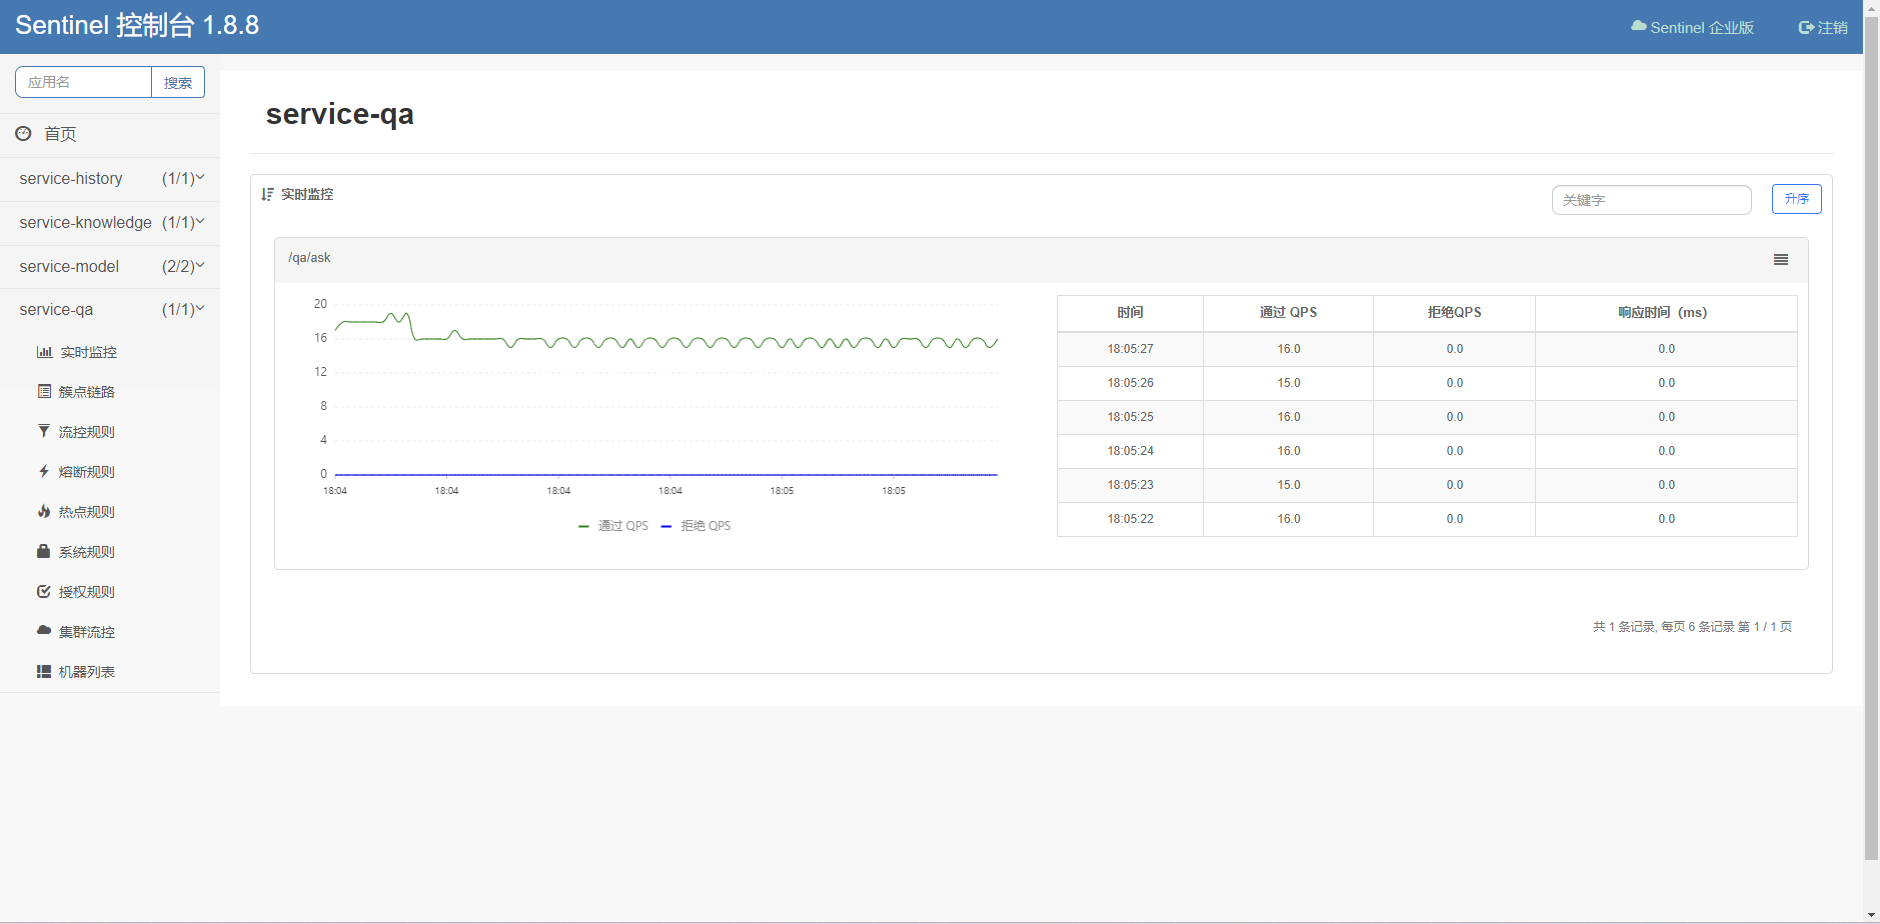 Sentinel 控制台 1.8.8
Sentinel 企业版
注销
应用名
搜索
首页
service-history (1/1)
service-knowledge (1/1)
service-model (2/2)
service-qa (1/1)
实时监控
簇点链路
流控规则
熔断规则
热点规则
系统规则
授权规则
集群流控
机器列表
service-qa
实时监控
关键字
升序
/qa/ask
20
16
12
8
4
0
18:04 18:04 18:04 18:04 18:05 18:05
通过 QPS 拒绝 QPS
时间 通过 QPS 拒绝QPS 响应时间（ms）
18:05:27 16.0 0.0 0.0
18:05:26 15.0 0.0 0.0
18:05:25 16.0 0.0 0.0
18:05:24 16.0 0.0 0.0
18:05:23 15.0 0.0 0.0
18:05:22 16.0 0.0 0.0
共 1 条记录, 每页 6 条记录 第 1 / 1 页